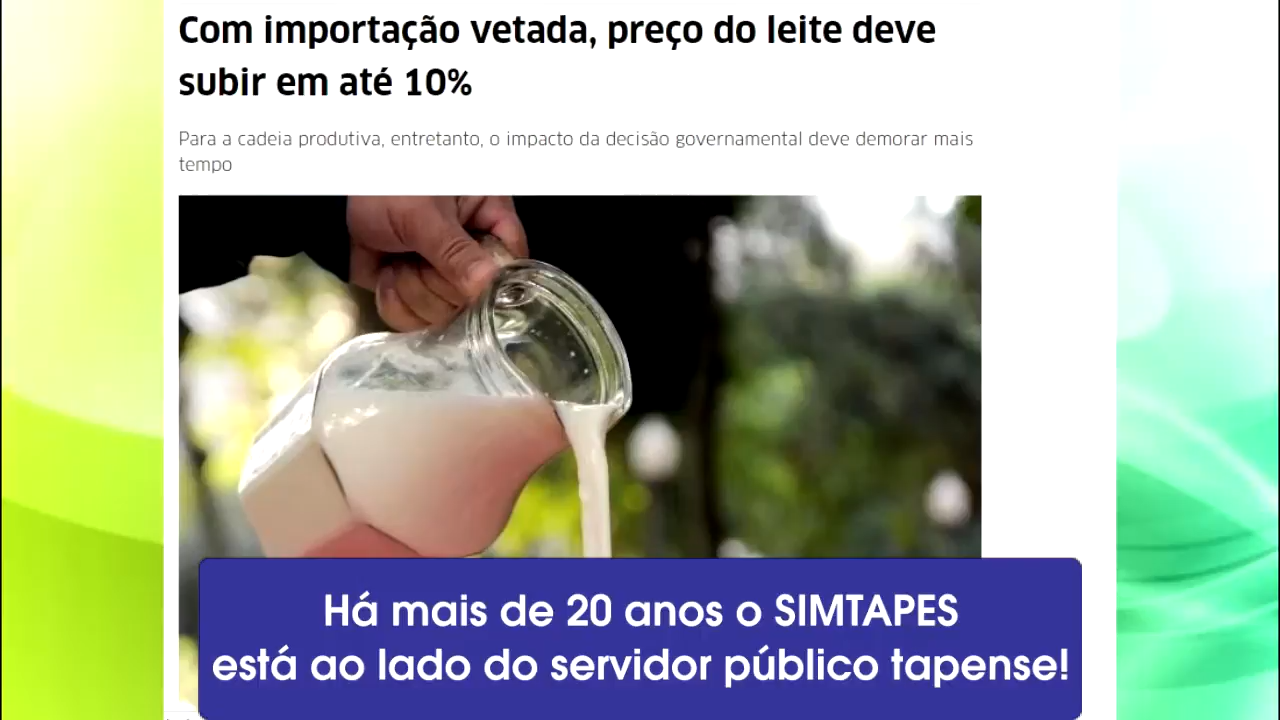 Com importação vetada, preço do leite deve
subir em até 10%
Para a cadeia produtiva, entretanto, o impacto da decisão governamental deve demorar mais
tempo
Há mais de 20 anos o SIMTAPES
está ao lado do servidor público tapense!